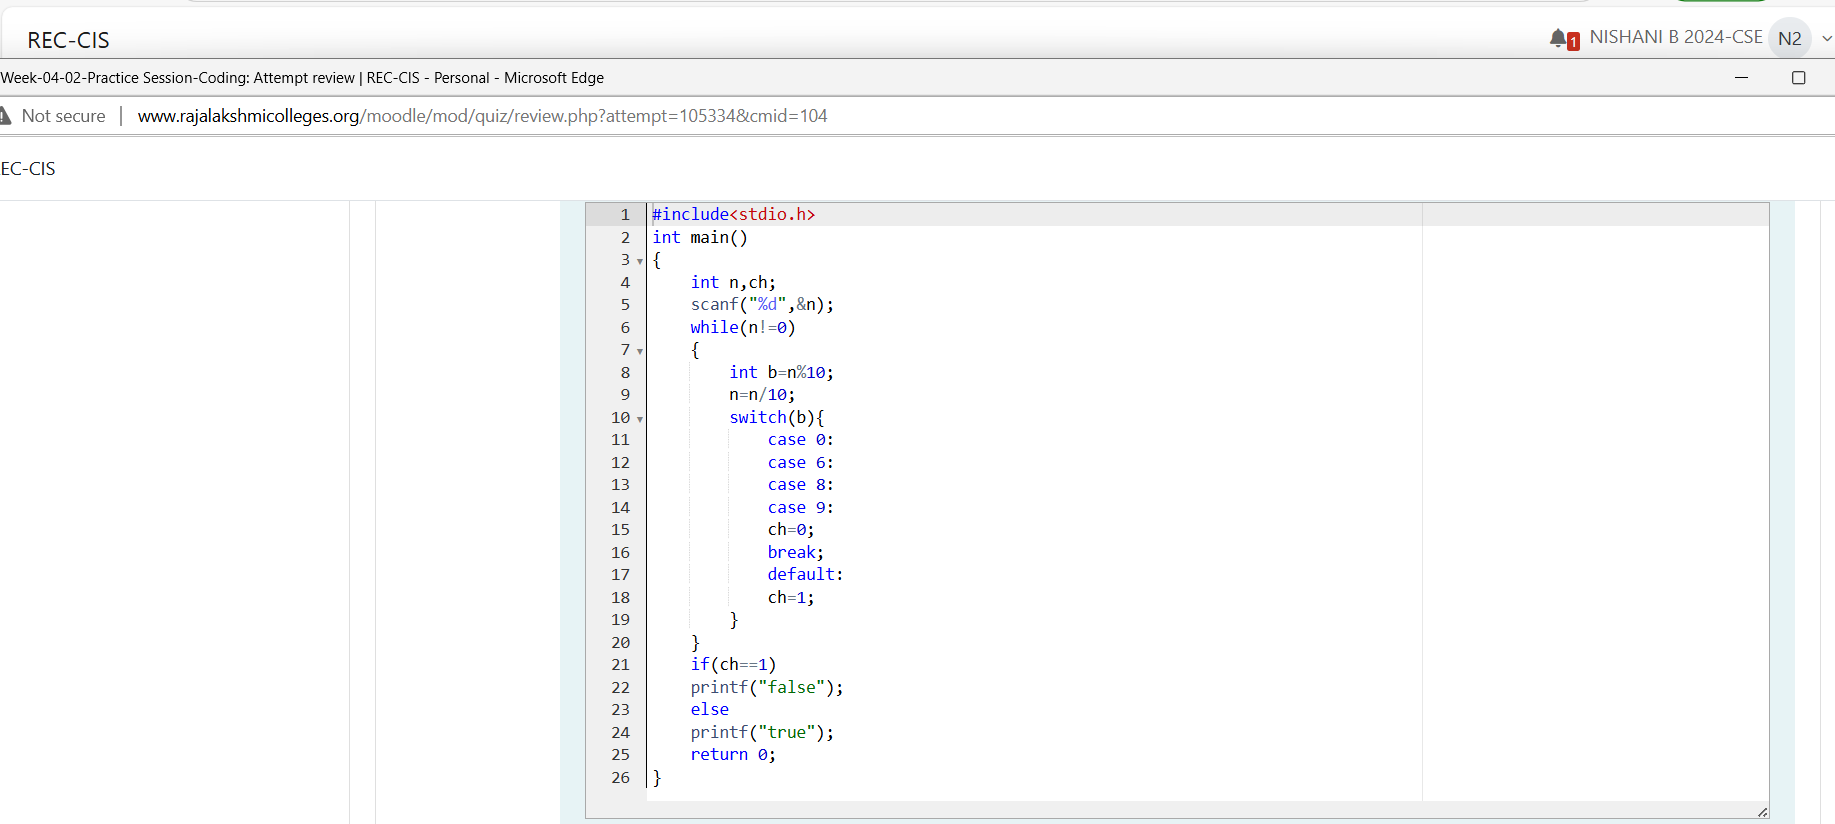 REC-CIS
1 NISHANI B 2024-CSE N2
Week-04-02-Practice Session-Coding: Attempt review | REC-CIS - Personal - Microsoft Edge
Not secure | www.rajalakshmicolleges.org/moodle/mod/quiz/review.php?attempt=105334&cmid=104
EC-CIS
1 #include<stdio.h>
2 int main()
3 {
4     int n,ch;
5     scanf("%d",&n);
6     while(n!=0)
7     {
8         int b=n%10;
9         n=n/10;
10         switch(b){
11             case 0:
12             case 6:
13             case 8:
14             case 9:
15             ch=0;
16             break;
17             default:
18             ch=1;
19         }
20     }
21     if(ch==1)
22     printf("false");
23     else
24     printf("true");
25     return 0;
26 }